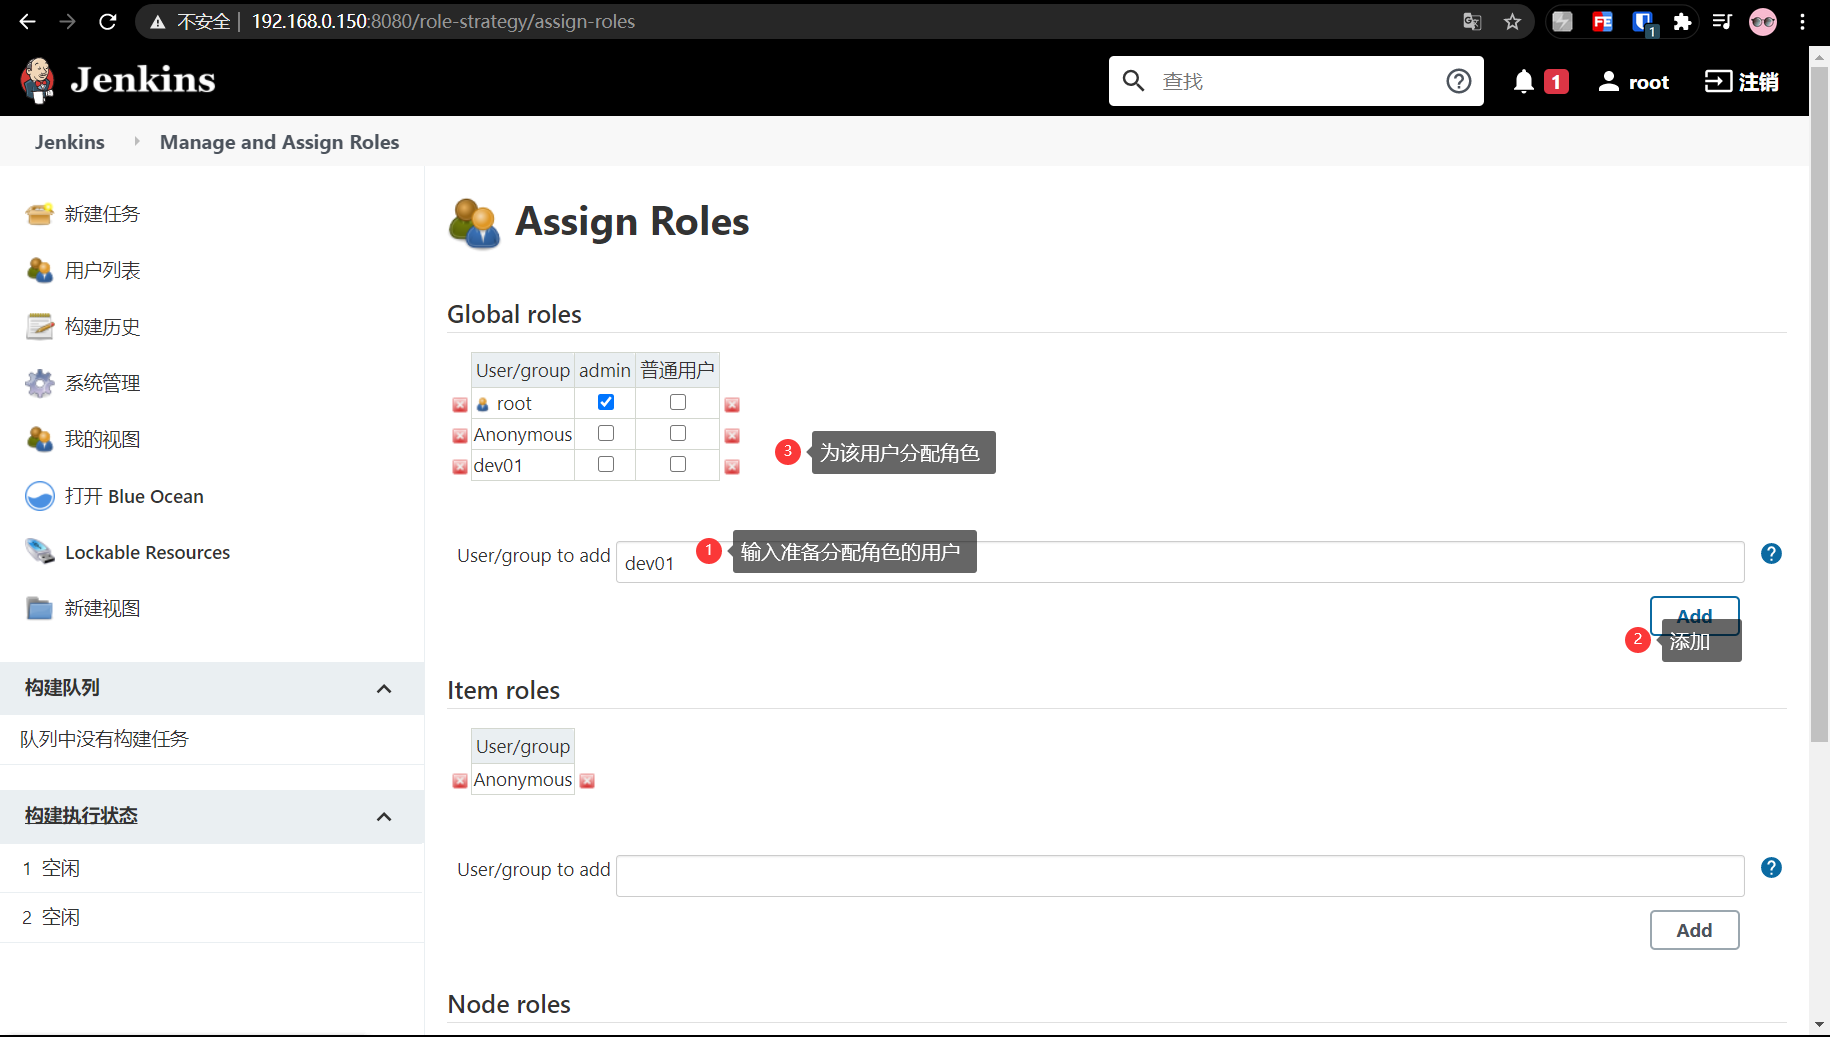 不安全 | 192.168.0.150:8080/role-strategy/assign-roles
FE
1
Jenkins
查找
1
root
注销
Jenkins
Manage and Assign Roles
新建任务
用户列表
构建历史
系统管理
我的视图
打开 Blue Ocean
Lockable Resources
新建视图
构建队列
队列中没有构建任务
构建执行状态
1 空闲
2 空闲
Assign Roles
Global roles
User/group admin 普通用户
root
Anonymous
dev01
3 为该用户分配角色
User/group to add
dev01
1 输入准备分配角色的用户
Add
2 添加
Item roles
User/group
Anonymous
User/group to add
Add
Node roles